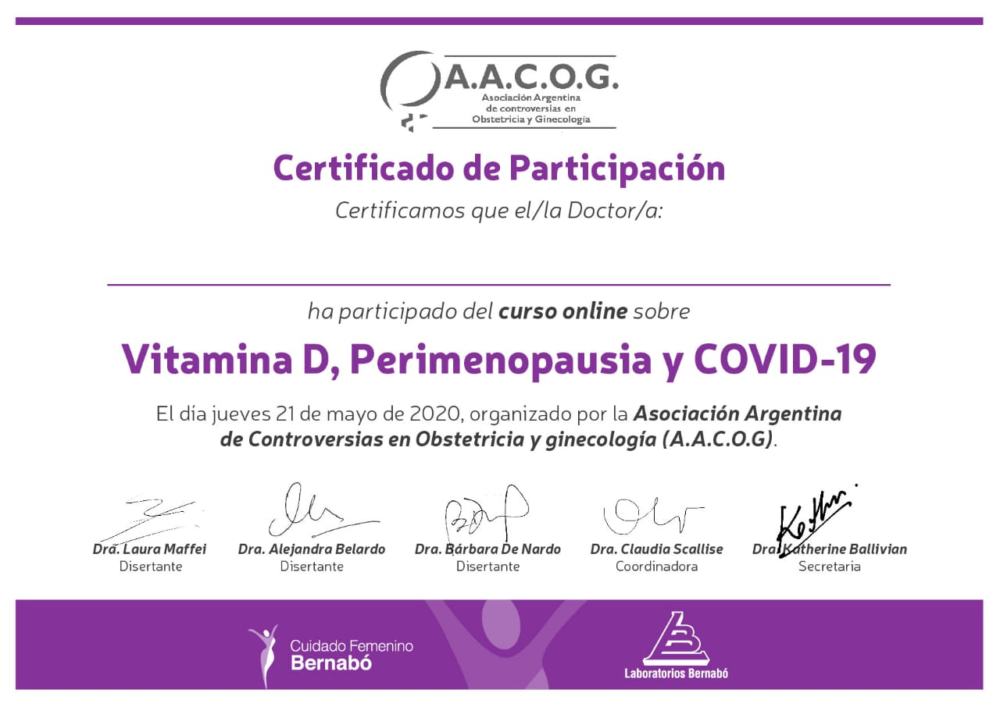 A.A.C.O.G.
Asociación Argentina
de controversias en
Obstetricia y Ginecología
Certificado de Participación
Certificamos que el/la Doctor/a:
ha participado del curso online sobre
Vitamina D, Perimenopausia y COVID-19
El día jueves 21 de mayo de 2020, organizado por la Asociación Argentina
de Controversias en Obstetricia y ginecología (A.A.C.O.G).
Dra. Laura Maffei
Disertante
Dra. Alejandra Belardo
Disertante
Dra. Bárbara De Nardo
Disertante
Dra. Claudia Scallise
Coordinadora
Dra. Katherine Ballivian
Secretaria
Cuidado Femenino
Bernabó
Laboratorios Bernabó